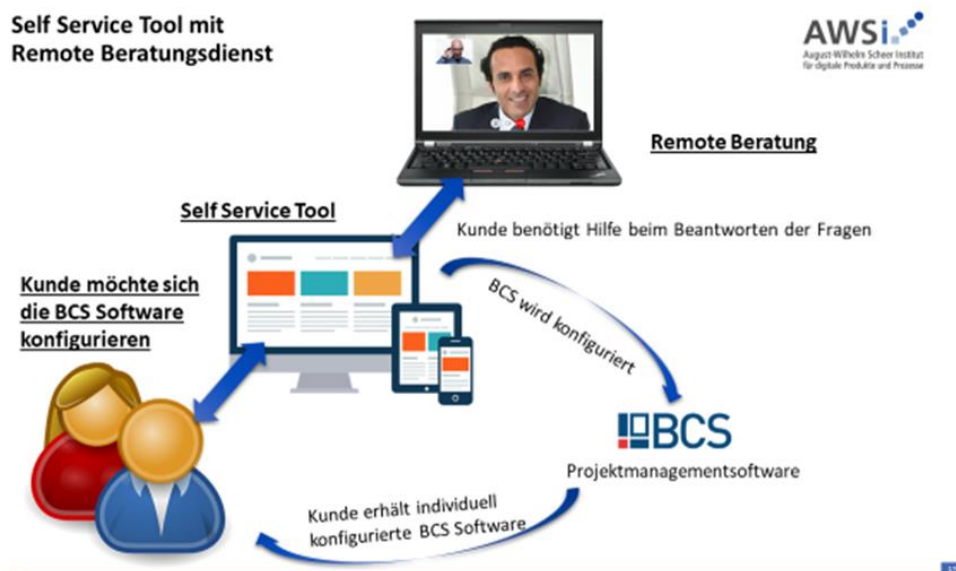 Self Service Tool mit
Remote Beratungsdienst
AWSi
August-Wilhelm Scheer Institut
für digitale Produkte und Prozesse
Remote Beratung
Self Service Tool
Kunde benötigt Hilfe beim Beantworten der Fragen
Kunde möchte sich
die BCS Software
konfigurieren
BCS wird konfiguriert
BCS
Projektmanagementsoftware
Kunde erhält individuell
konfigurierte BCS Software